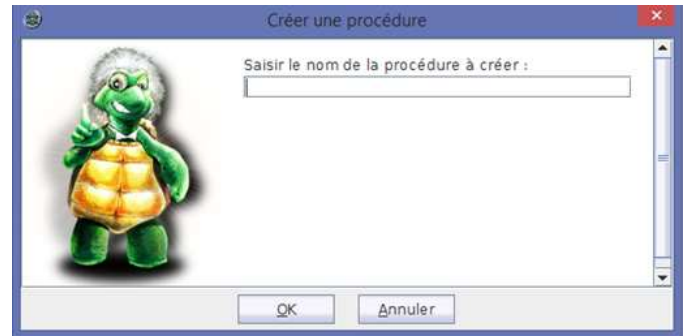 Créer une procédure
Saisir le nom de la procédure à créer :
OK
Annuler